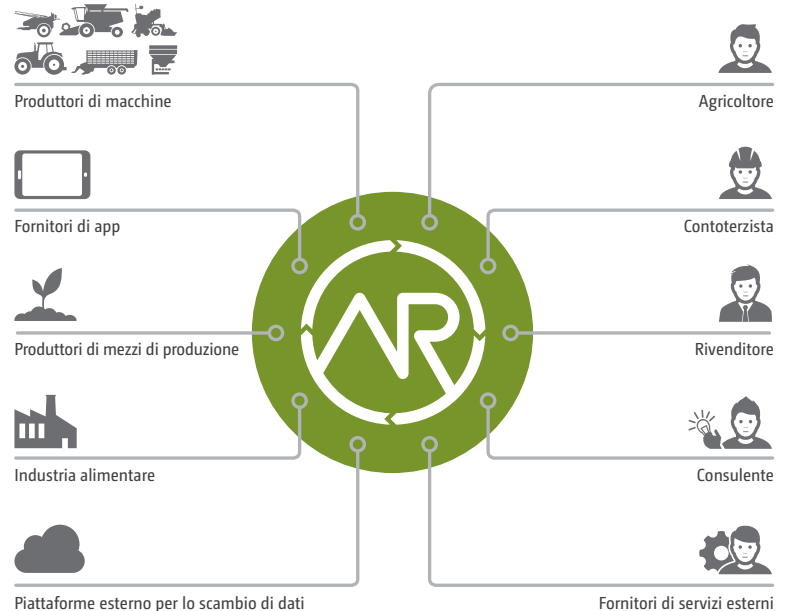 Produttori di macchine
Agricoltore
Fornitori di app
Contoterzista
AR
Produttori di mezzi di produzione
Rivenditore
Industria alimentare
Consulente
Piattaforme esterno per lo scambio di dati
Fornitori di servizi esterni